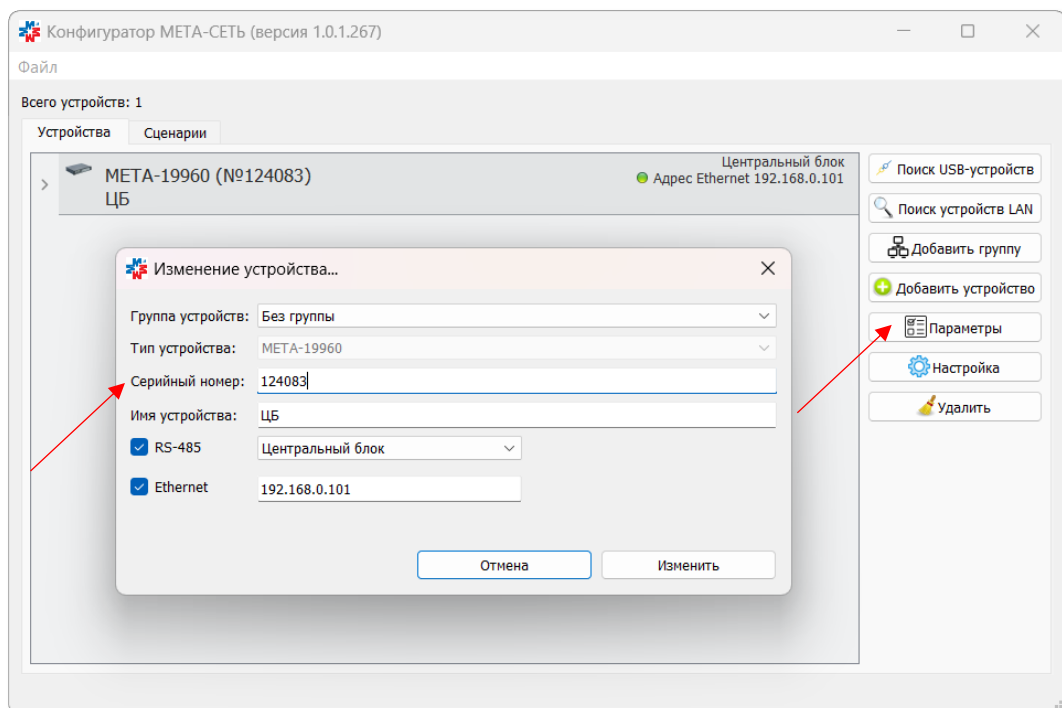 Конфигуратор МЕТА-СЕТЬ (версия 1.0.1.267)
Файл
Всего устройств: 1
Устройства Сценарии
МЕТА-19960 (№124083)
ЦБ
Центральный блок
Адрес Ethernet 192.168.0.101
Поиск USB-устройств
Поиск устройств LAN
Добавить группу
Добавить устройство
Параметры
Настройка
Удалить
Изменение устройства...
Группа устройств: Без группы
Тип устройства: МЕТА-19960
Серийный номер: 124083
Имя устройства: ЦБ
RS-485 Центральный блок
Ethernet 192.168.0.101
Отмена Изменить